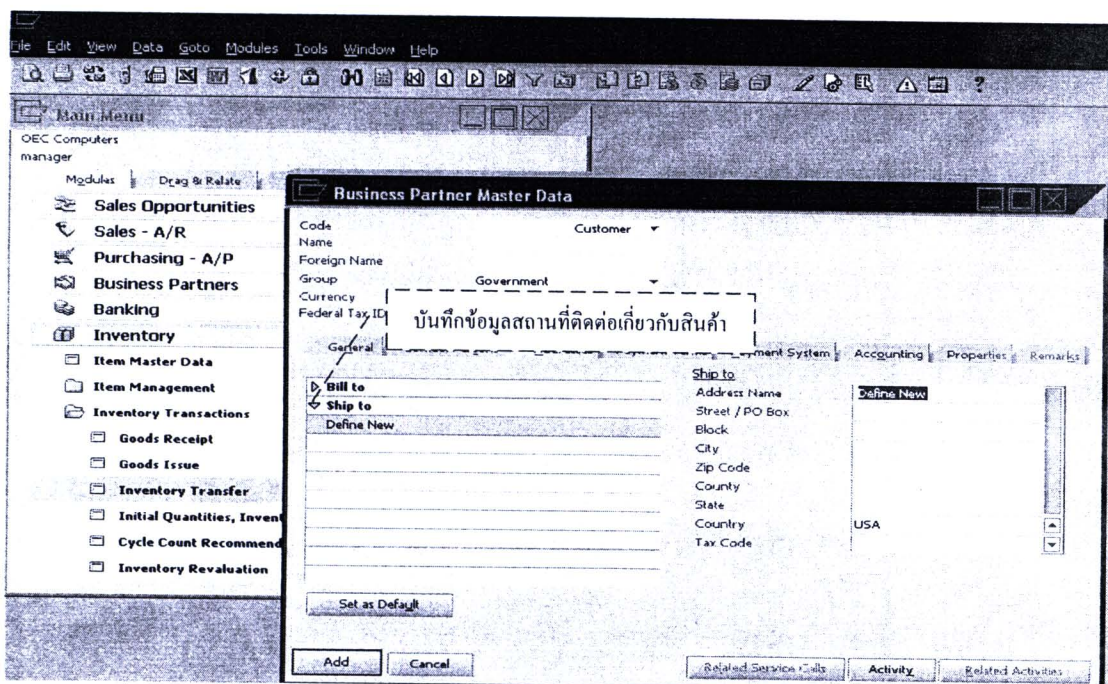 File Edit View Data Goto Modules Tools Window Help
Main Menu
OEC Computers
manager
Modules Drag & Relate
Sales Opportunities
Sales - A/R
Purchasing - A/P
Business Partners
Banking
Inventory
Item Master Data
Item Management
Inventory Transactions
Goods Receipt
Goods Issue
Inventory Transfer
Initial Quantities, Invent
Cycle Count Recommend
Inventory Revaluation
Business Partner Master Data
Code Customer
Name
Foreign Name
Group Government
Currency
Federal Tax ID
บันทึกข้อมูลสถานที่ติดต่อเกี่ยวกับสินค้า
General System Accounting Properties Remarks
Bill to
Ship to
Define New
Ship to
Address Name Define New
Street / PO Box
Block
City
Zip Code
County
State
Country USA
Tax Code
Set as Default
Add Cancel Related Service Calls Activity Related Activities